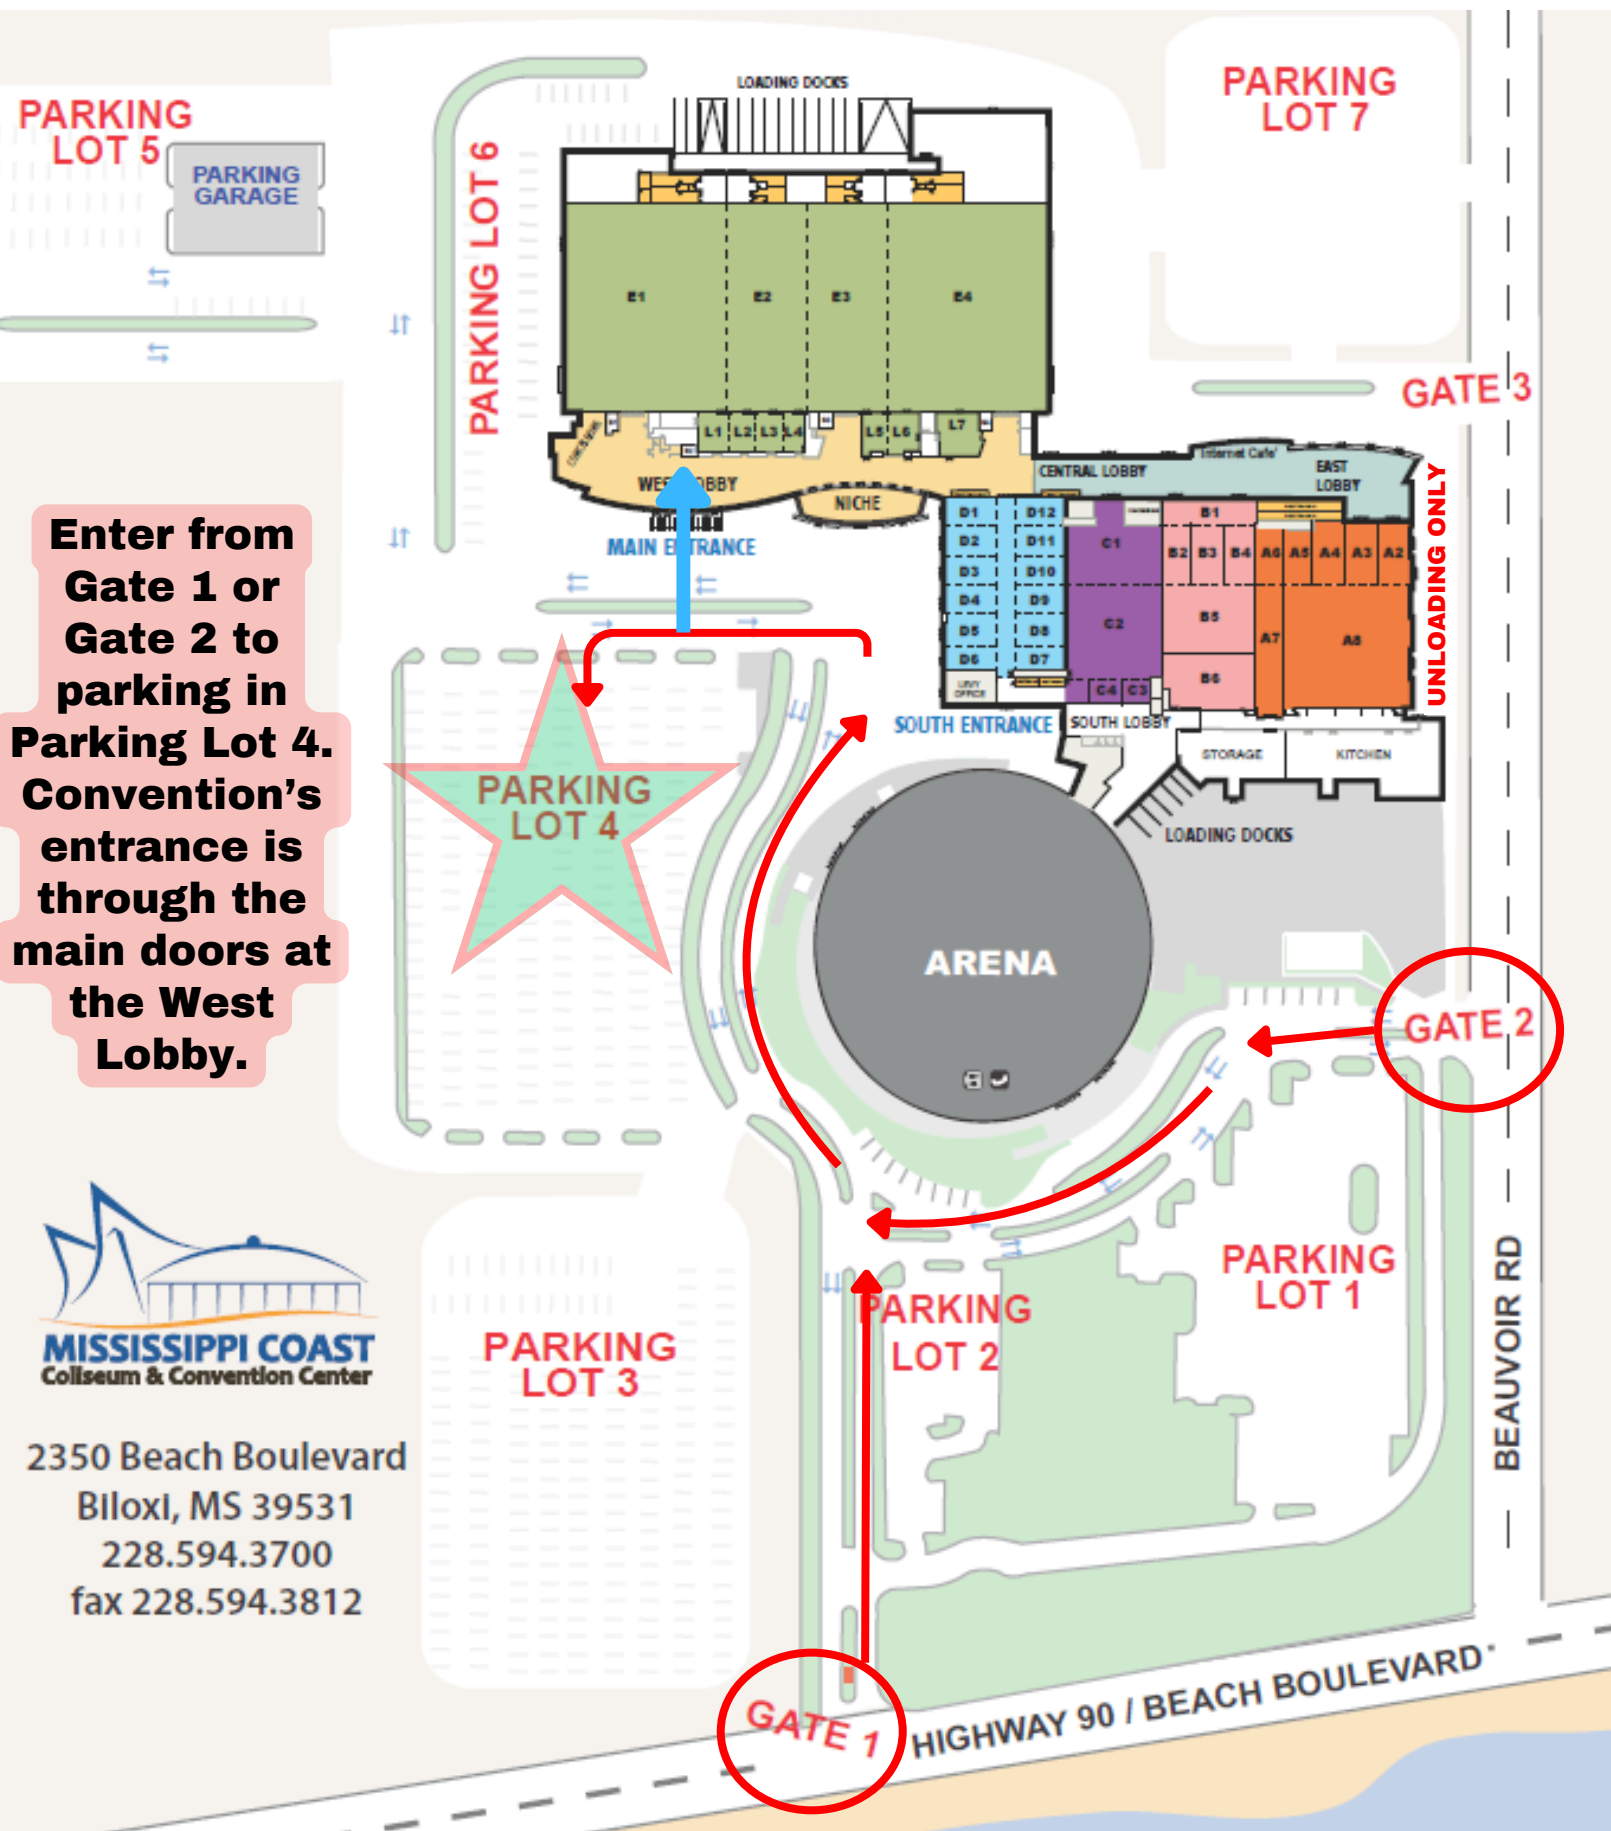 LOADING DOCKS
PARKING
LOT 5
PARKING
GARAGE
PARKING LOT 6
PARKING
LOT 7
E1
E2
E3
E4
L1
L2
L3
L4
L5
L6
L7
GATE 3
WEST LOBBY
NICHE
CENTRAL LOBBY
Internet Cafe'
EAST
LOBBY
UNLOADING ONLY
MAIN ENTRANCE
D1
D2
D3
D4
D5
D6
D12
D11
D10
D9
D8
D7
LEVY
OFFICE
C1
C2
C4
C3
B1
B2
B3
B4
B5
B6
A6
A5
A4
A3
A2
A7
A8
SOUTH ENTRANCE
SOUTH LOBBY
STORAGE
KITCHEN
LOADING DOCKS
Enter from
Gate 1 or
Gate 2 to
parking in
Parking Lot 4.
Convention’s
entrance is
through the
main doors at
the West
Lobby.
PARKING
LOT 4
ARENA
GATE 2
PARKING
LOT 1
PARKING
LOT 2
PARKING
LOT 3
BEAUVOIR RD
MISSISSIPPI COAST
Coliseum & Convention Center
2350 Beach Boulevard
Biloxi, MS 39531
228.594.3700
fax 228.594.3812
GATE 1
HIGHWAY 90 / BEACH BOULEVARD